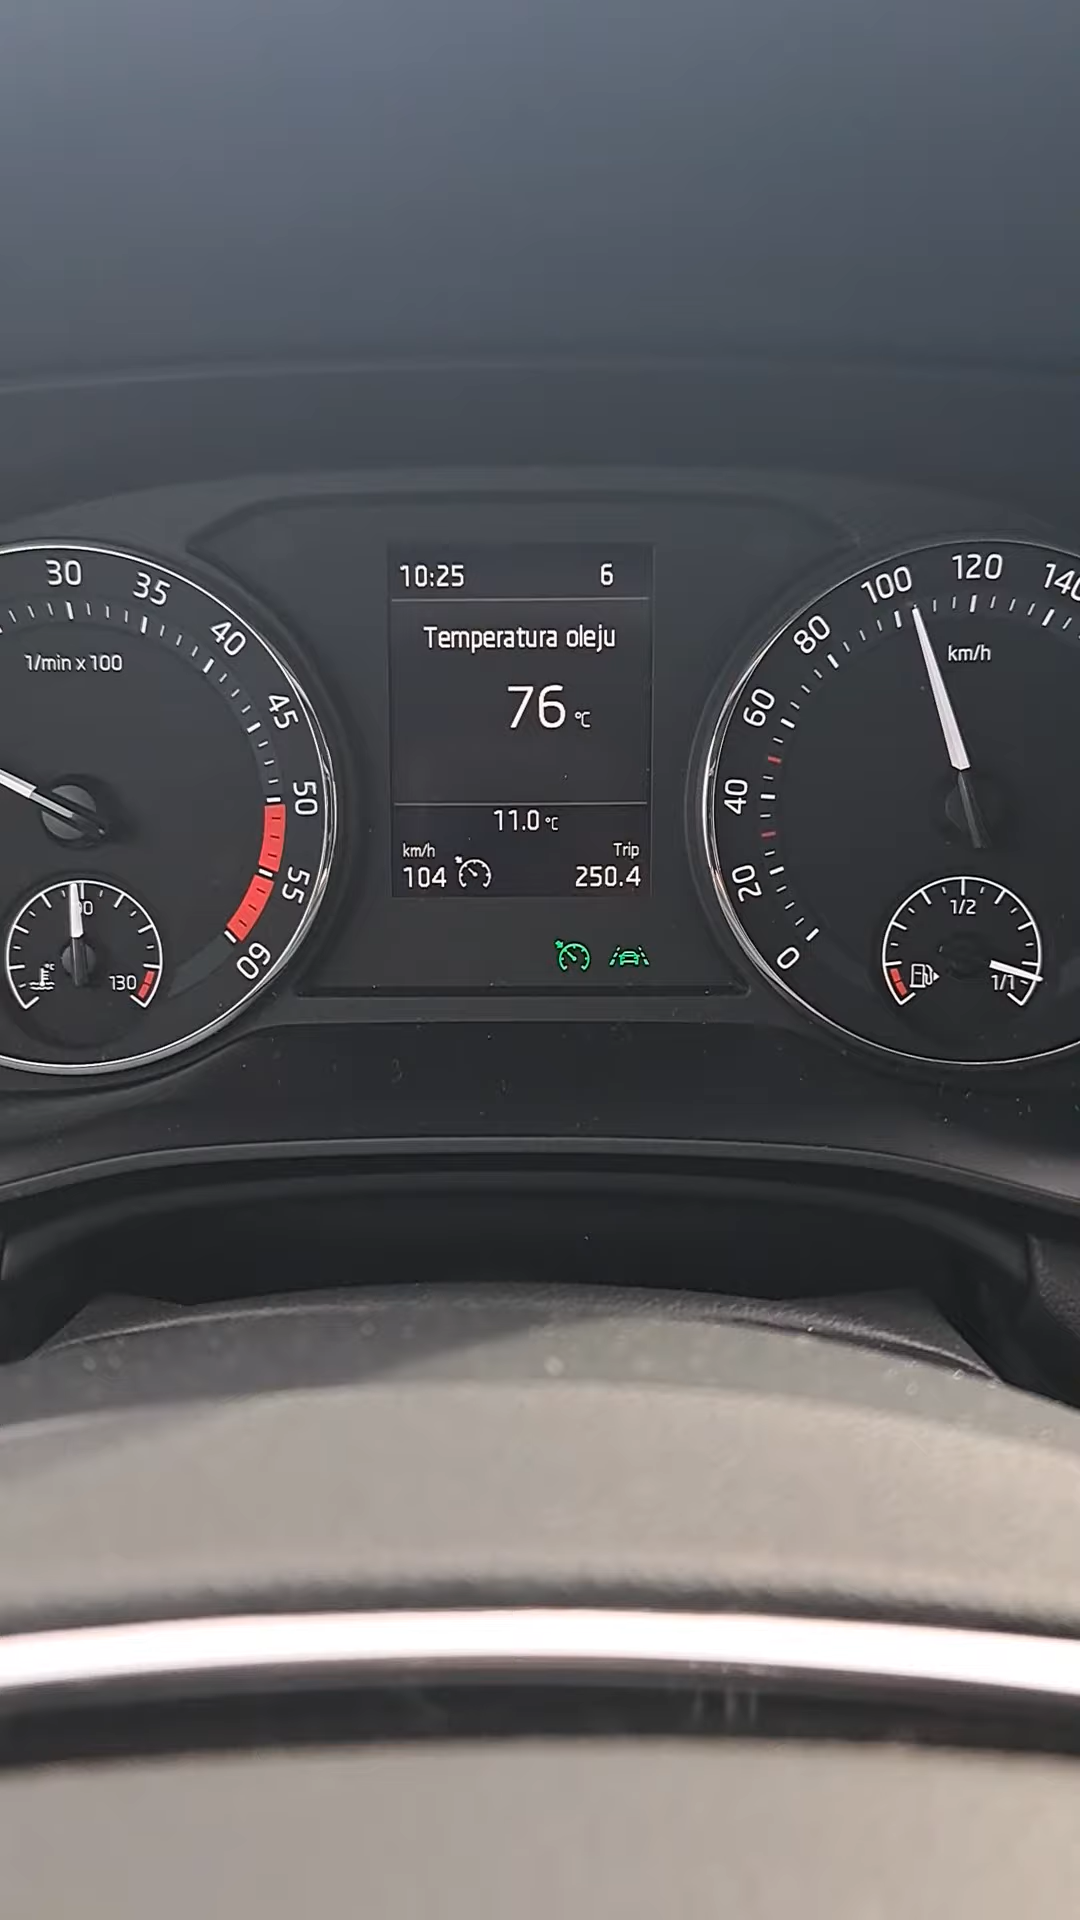 30
35
40
45
50
55
60
1/min x 100
130
°C
10:25 6
Temperatura oleju
76 °C
11.0 °C
km/h
104
Trip
250.4
0
20
40
60
80
100
120
km/h
1/2
1/1